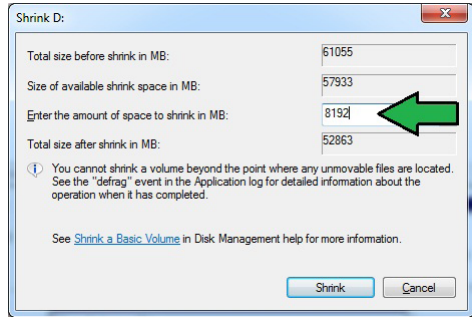 Shrink D:
Total size before shrink in MB: 61055
Size of available shrink space in MB: 57933
Enter the amount of space to shrink in MB: 8192
Total size after shrink in MB: 52863
You cannot shrink a volume beyond the point where any unmovable files are located.
See the "defrag" event in the Application log for detailed information about the
operation when it has completed.
See Shrink a Basic Volume in Disk Management help for more information.
Shrink Cancel